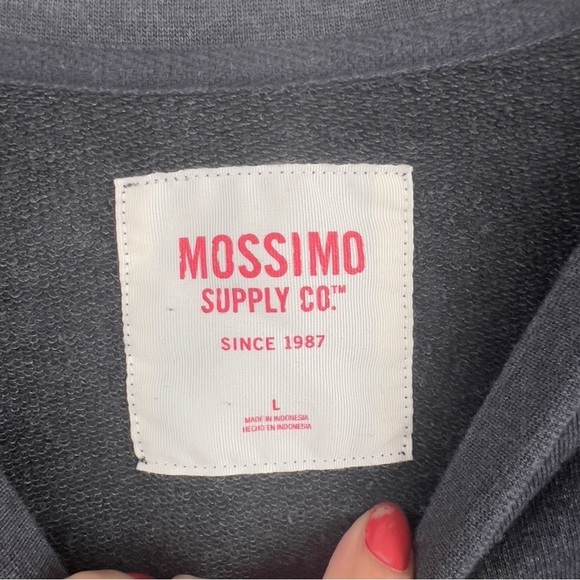 MOSSIMO
SUPPLY CO.™
SINCE 1987
L
MADE IN INDONESIA
HECHO EN INDONESIA